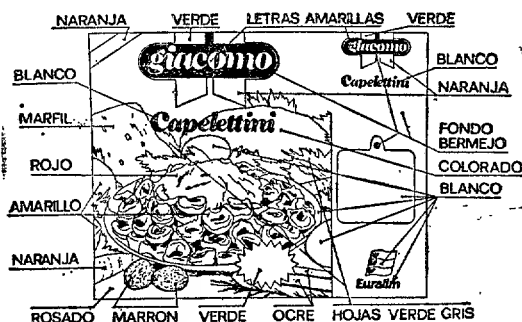 NARANJA VERDE LETRAS AMARILLAS VERDE
giacomo giacomo
BLANCO
Capelettini
NARANJA
BLANCO
MARFIL
Capelettini
FONDO
BERMEJO
ROJO
COLORADO
BLANCO
AMARILLO
NARANJA
Euralim
ROSADO MARRON VERDE OCRE HOJAS VERDE GRIS